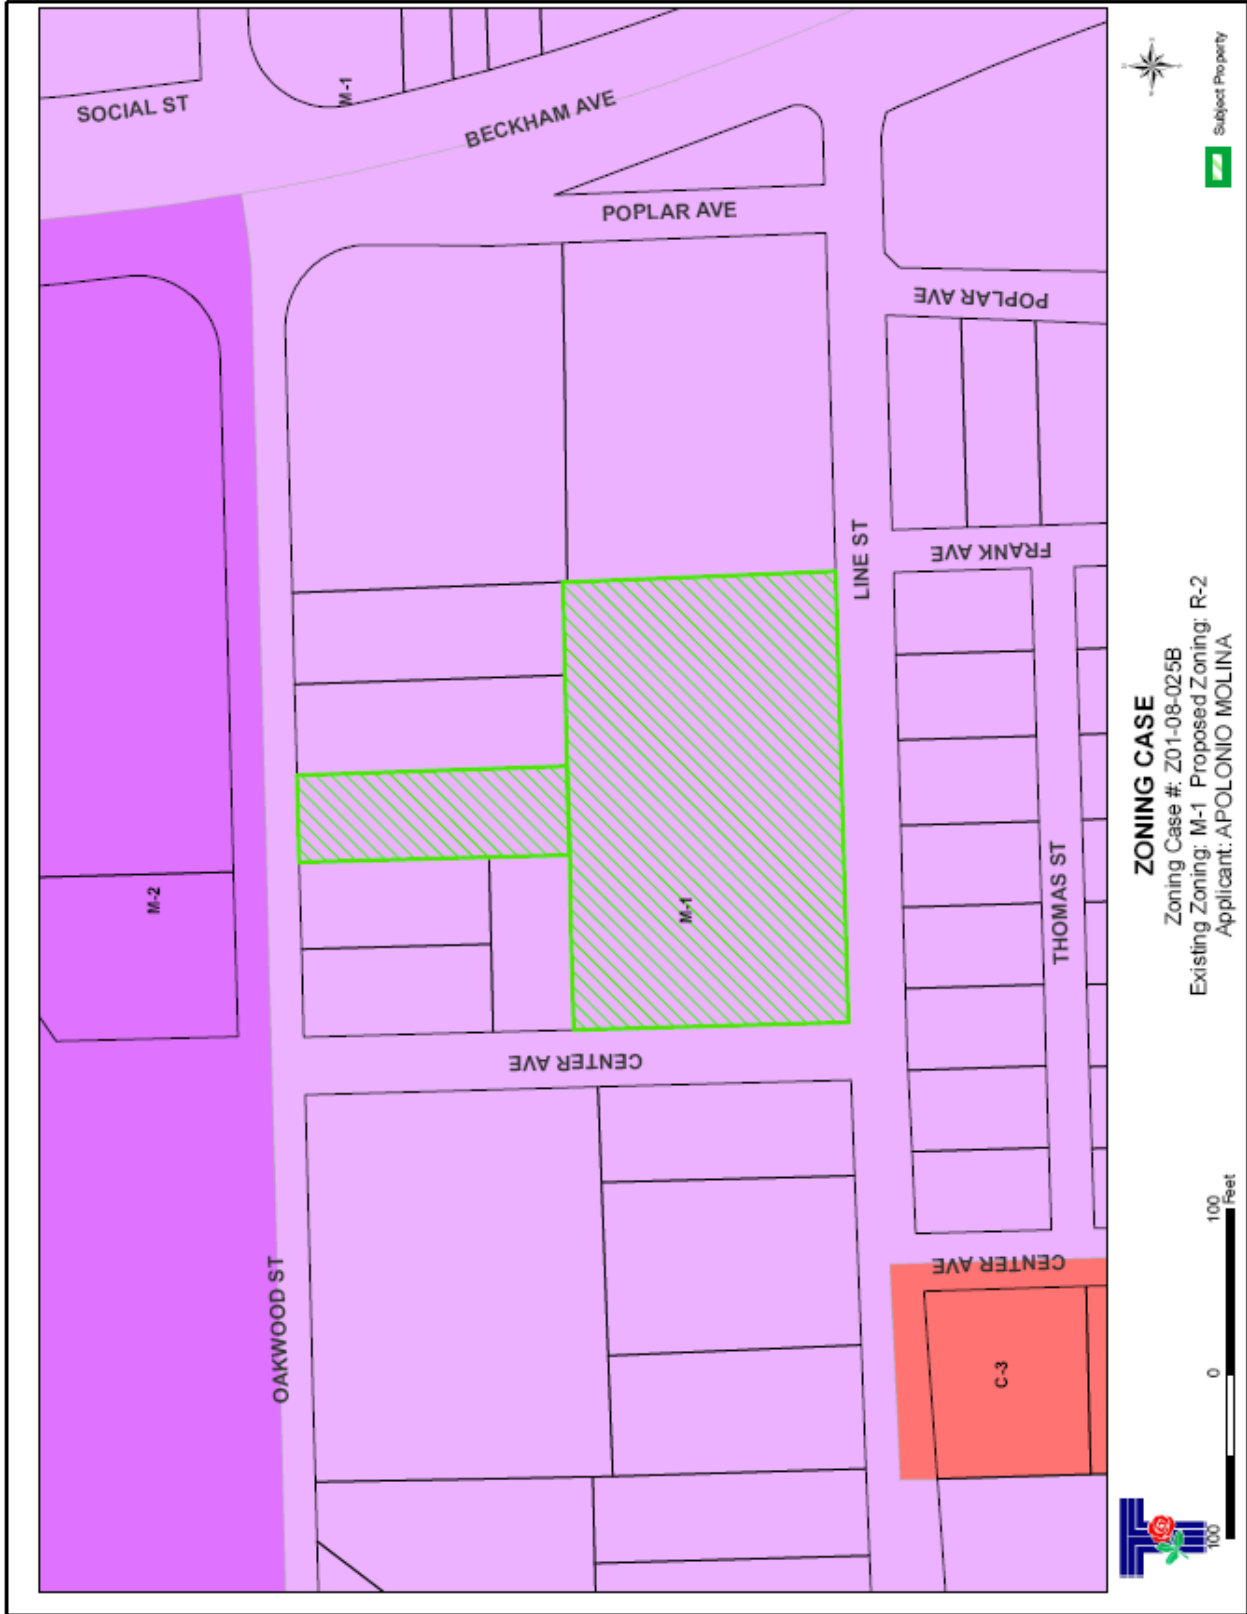 SOCIAL ST
M-1
BECKHAM AVE
POPLAR AVE
POPLAR AVE
M-2
LINE ST
FRANK AVE
M-1
THOMAS ST
CENTER AVE
OAKWOOD ST
CENTER AVE
C-3
Subject Property
ZONING CASE
Zoning Case #: Z01-08-025B
Existing Zoning: M-1 Proposed Zoning: R-2
Applicant: APOLONIO MOLINA
100 0 100
Feet